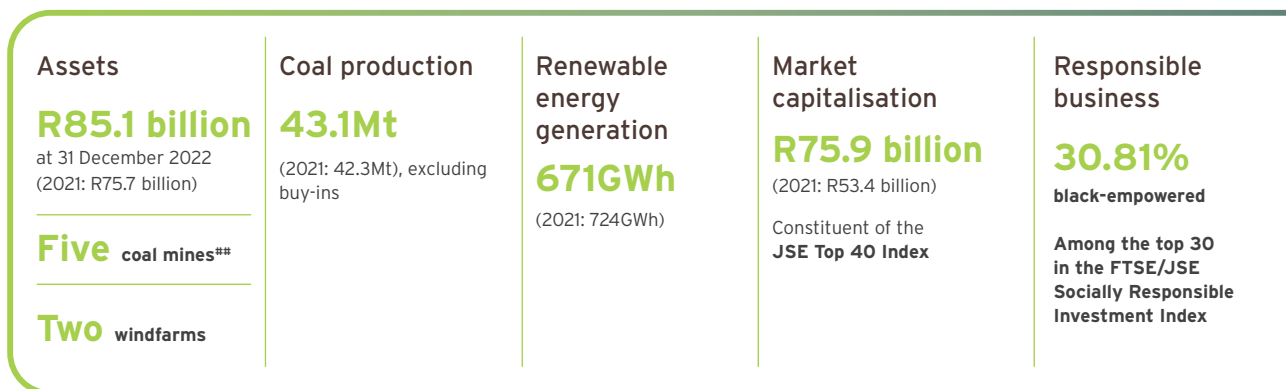 Assets
R85.1 billion
at 31 December 2022
(2021: R75.7 billion)
Five coal mines##
Two windfarms
Coal production
43.1Mt
(2021: 42.3Mt), excluding
buy-ins
Renewable
energy
generation
671GWh
(2021: 724GWh)
Market
capitalisation
R75.9 billion
(2021: R53.4 billion)
Constituent of the
JSE Top 40 Index
Responsible
business
30.81%
black-empowered
Among the top 30
in the FTSE/JSE
Socially Responsible
Investment Index